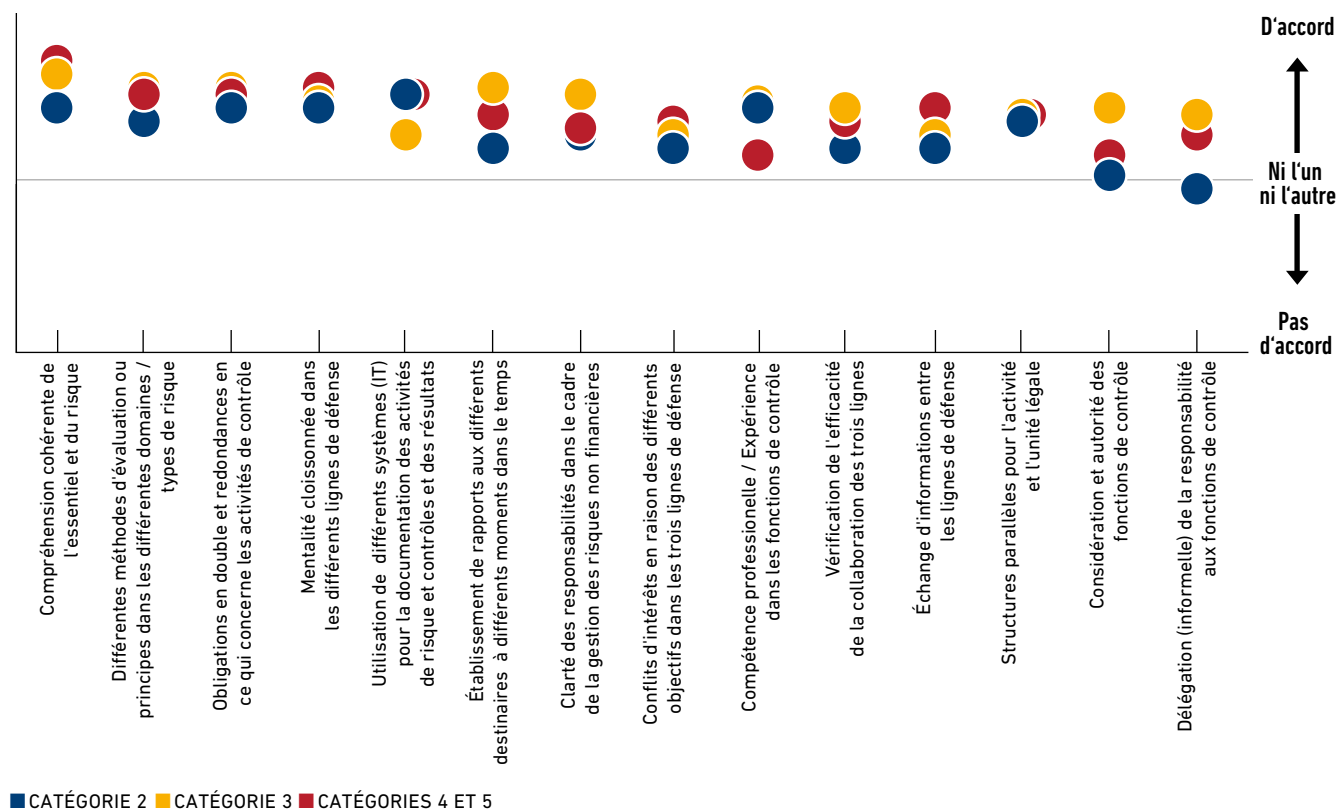 D'accord
Ni l'un
ni l'autre
Pas
d'accord
Compréhension cohérente de
l'essentiel et du risque
Différentes méthodes d'évaluation ou
principes dans les différentes domaines /
types de risque
Obligations en double et redondances en
ce qui concerne les activités de contrôle
Mentalité cloissonnée dans
les différents lignes de défense
Utilisation de différents systèmes (IT)
pour la documentation des activités
de risque et contrôles et des résultats
Établissement de rapports aux différents
destinaires à différents moments dans le temps
Clarté des responsabilités dans le cadre
de la gestion des risques non financières
Conflits d'intérêts en raison des différents
objectifs dans les trois lignes de défense
Compétence professionelle / Expérience
dans les fonctions de contrôle
Vérification de l'efficacité
de la collaboration des trois lignes
Échange d'informations entre
les lignes de défense
Structures parallèles pour l'activité
et l'unité légale
Considération et autorité des
fonctions de contrôle
Délégation (informelle) de la responsabilité
aux fonctions de contrôle
CATÉGORIE 2 CATÉGORIE 3 CATÉGORIES 4 ET 5